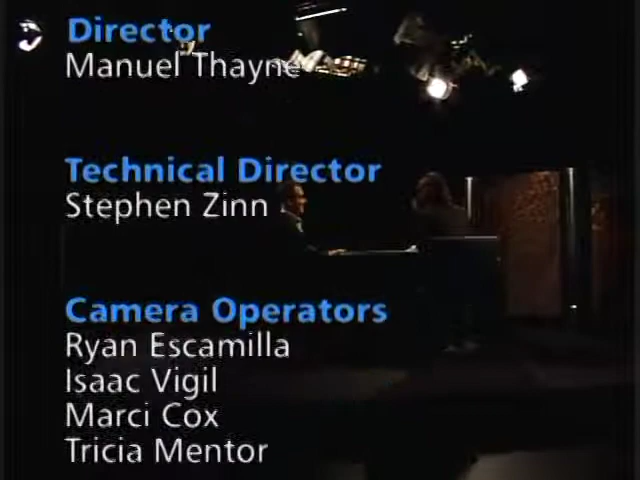 Director
Manuel Thayne
Technical Director
Stephen Zinn
Camera Operators
Ryan Escamilla
Isaac Vigil
Marci Cox
Tricia Mentor